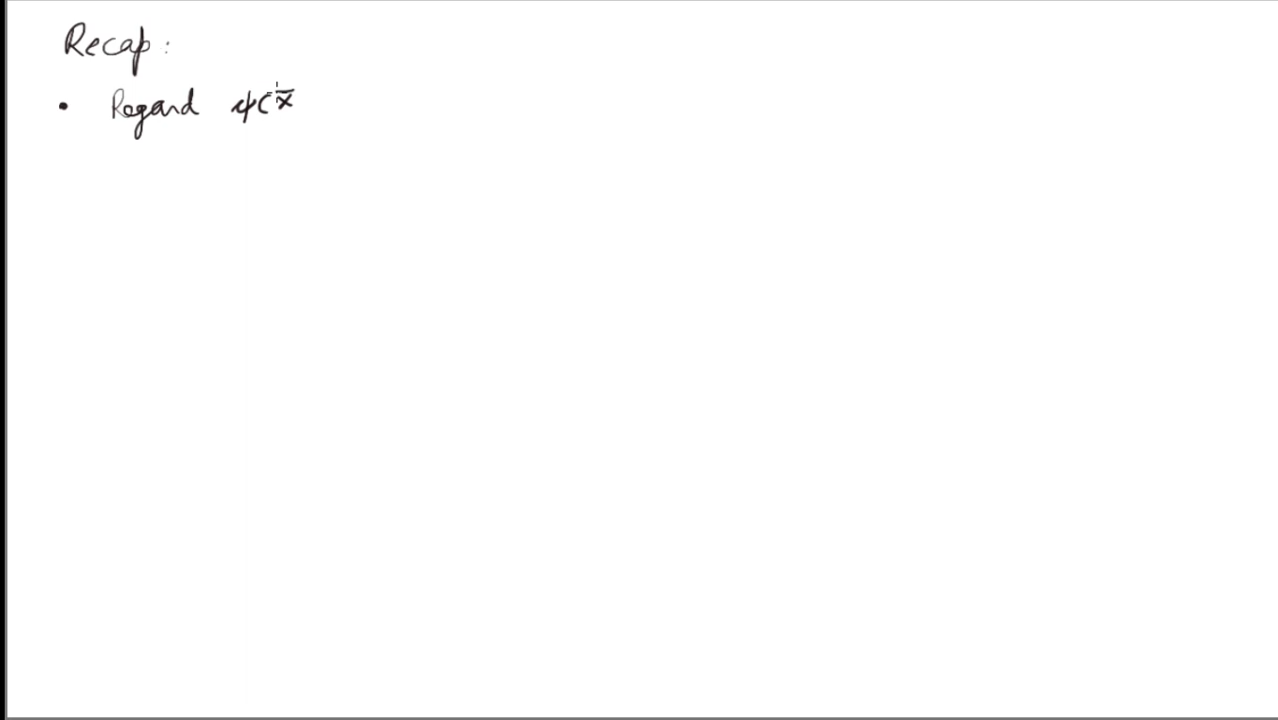 Recap :
• Regard ψ(x̅